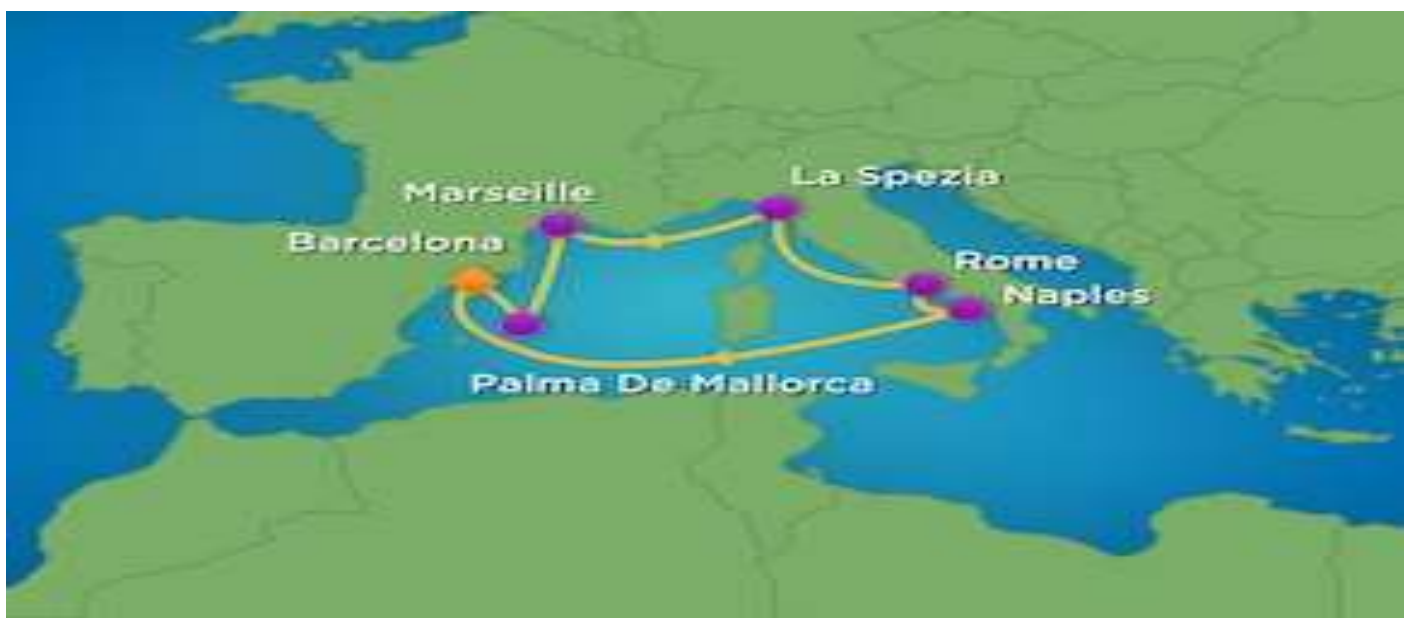 La Spezia
Marseille
Barcelona
Rome
Naples
Palma De Mallorca